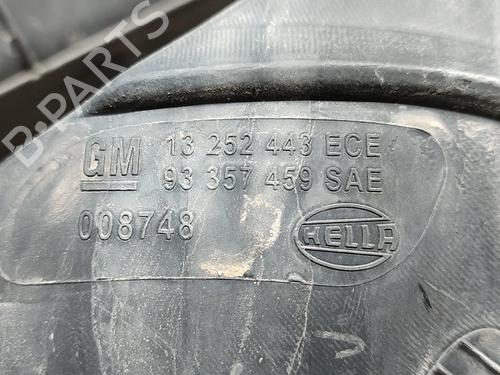 GM 13 252 443 ECE
93 357 459 SAE
008748
HELLA
B-PARTS